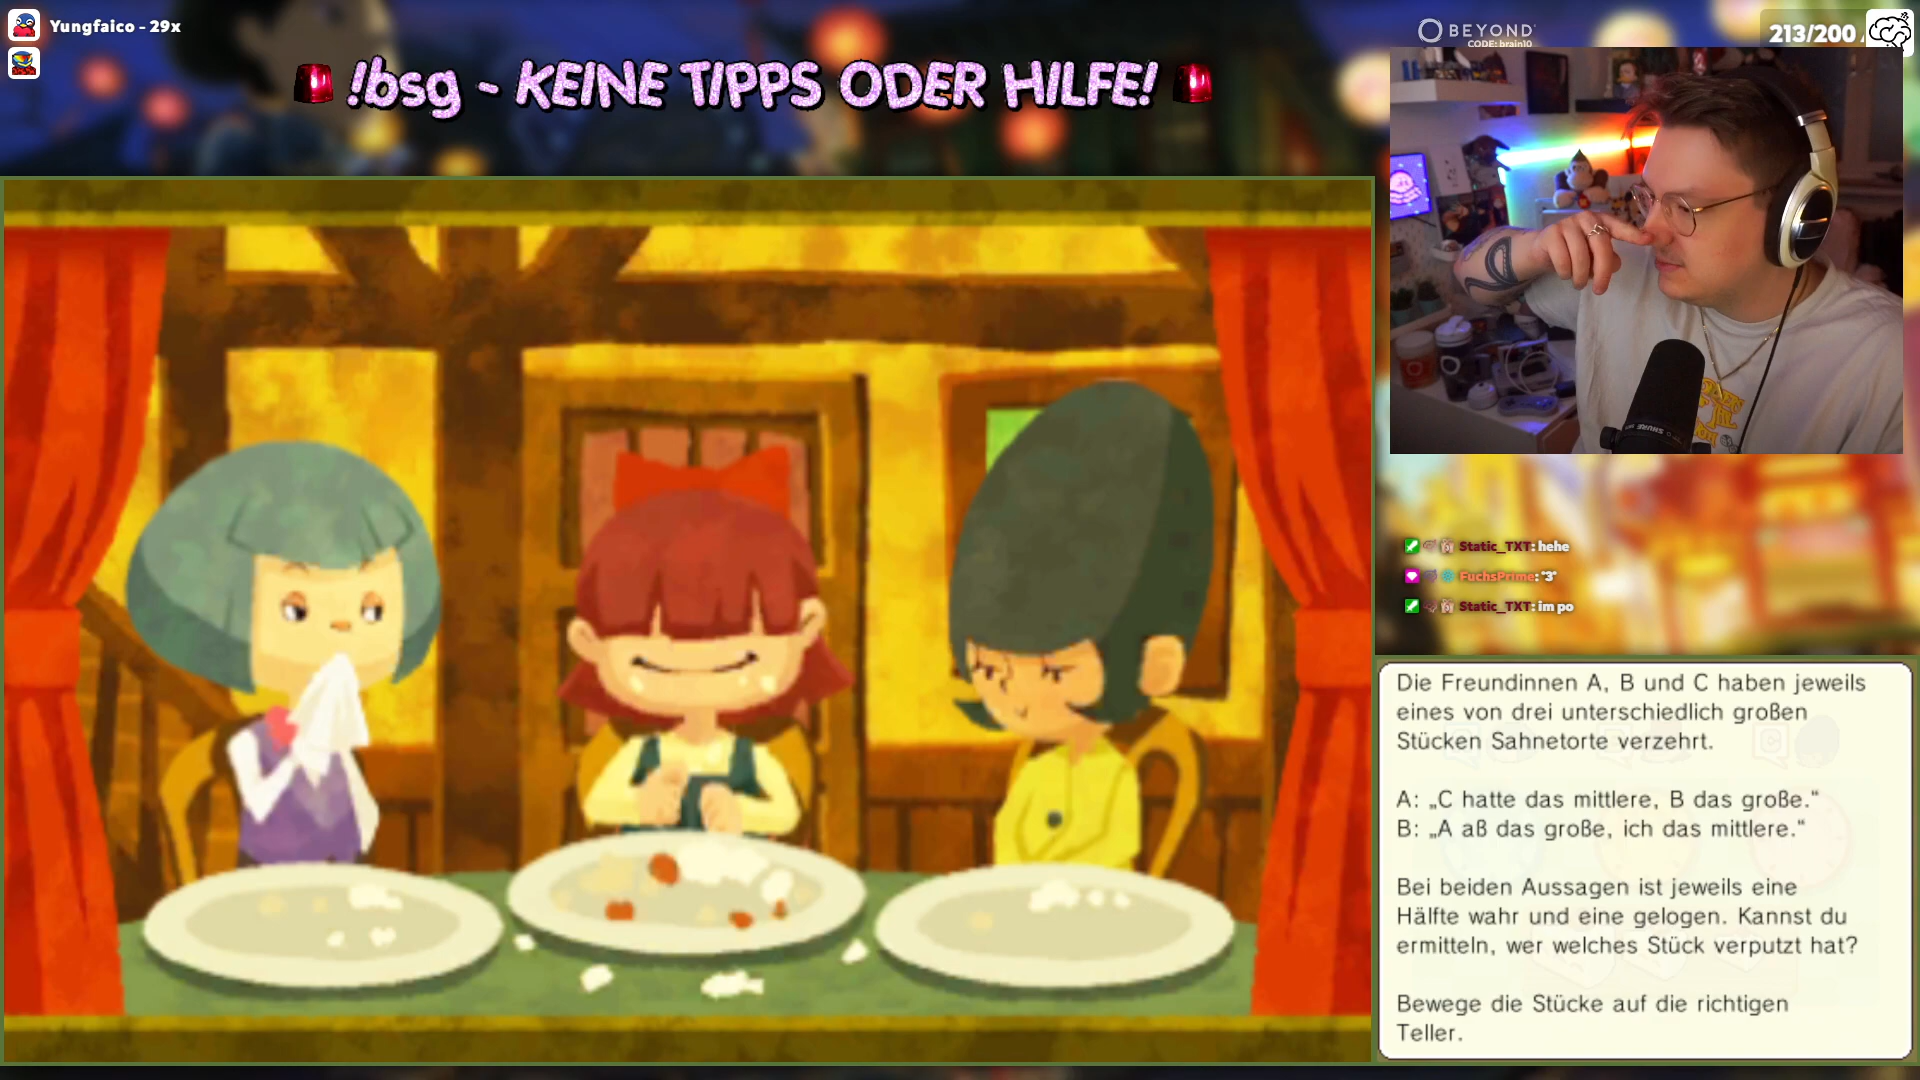 Yungfaico - 29x
!bsg - KEINE TIPPS ODER HILFE!
BEYOND
CODE: brain10
213/200
Static_TXT: hehe
FuchsPrime: "3"
Static_TXT: im po
Die Freundinnen A, B und C haben jeweils
eines von drei unterschiedlich großen
Stücken Sahnetorte verzehrt.
A: „C hatte das mittlere, B das große.“
B: „A aß das große, ich das mittlere.“
Bei beiden Aussagen ist jeweils eine
Hälfte wahr und eine gelogen. Kannst du
ermitteln, wer welches Stück verputzt hat?
Bewege die Stücke auf die richtigen
Teller.